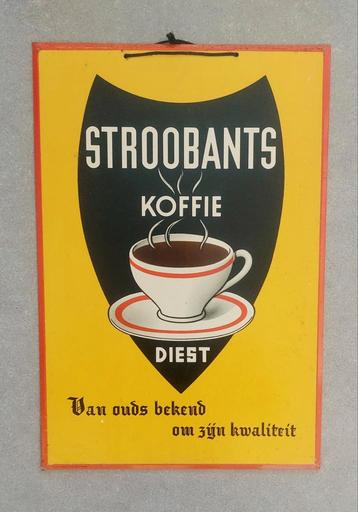 STROOBANTS
KOFFIE
DIEST
Van ouds bekend
om zijn kwaliteit